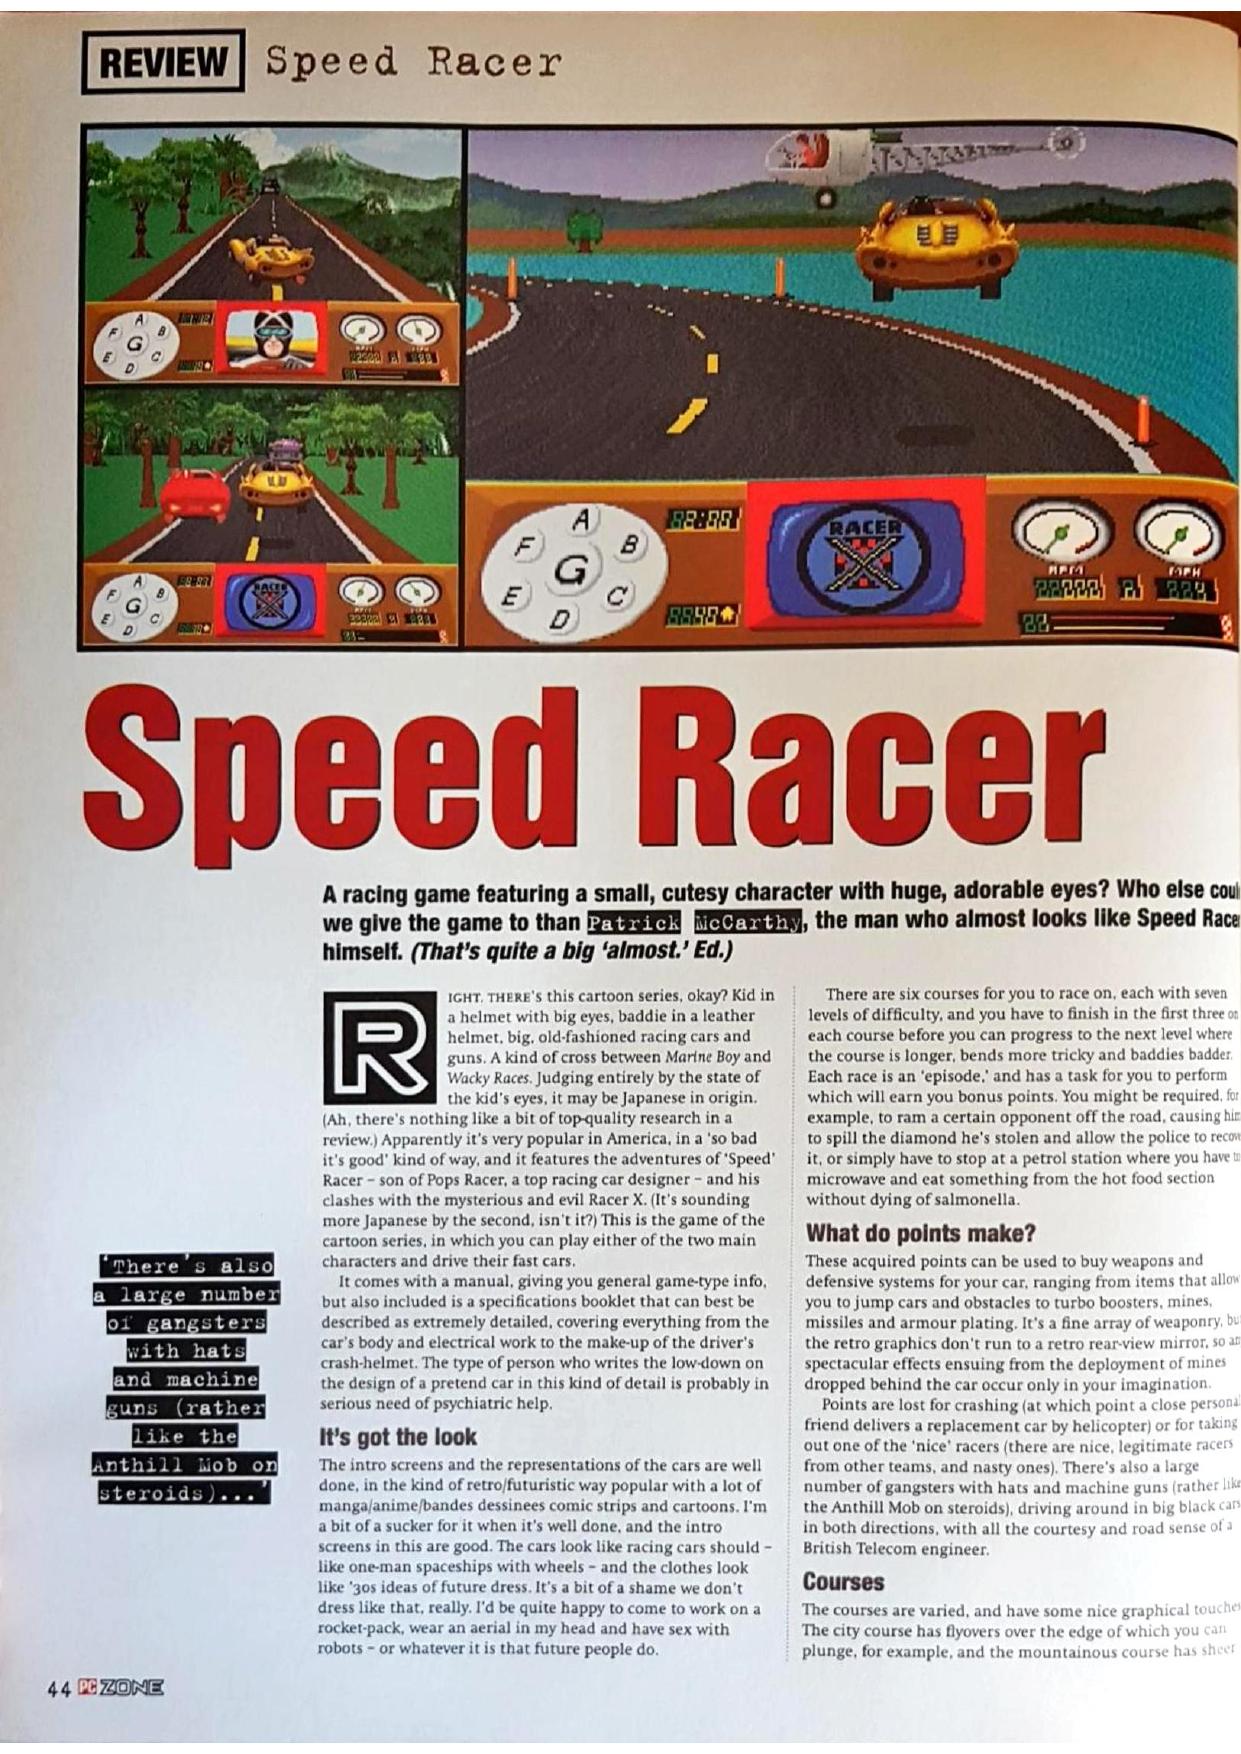 REVIEW Speed Racer
A
F B
G
E C
D
A
F B
G
E C
D
RACER
X
A
F B
G
E C
D
RACER
X
RPM
MPH
Speed Racer
A racing game featuring a small, cutesy character with huge, adorable eyes? Who else coul
we give the game to than Patrick McCarthy, the man who almost looks like Speed Race
himself. (That's quite a big 'almost.' Ed.)
RIGHT. THERE's this cartoon series, okay? Kid in
a helmet with big eyes, baddie in a leather
helmet, big, old-fashioned racing cars and
guns. A kind of cross between Marine Boy and
Wacky Races. Judging entirely by the state of
the kid's eyes, it may be Japanese in origin.
(Ah, there's nothing like a bit of top-quality research in a
review.) Apparently it's very popular in America, in a 'so bad
it's good' kind of way, and it features the adventures of 'Speed'
Racer – son of Pops Racer, a top racing car designer – and his
clashes with the mysterious and evil Racer X. (It's sounding
more Japanese by the second, isn't it?) This is the game of the
cartoon series, in which you can play either of the two main
characters and drive their fast cars.
It comes with a manual, giving you general game-type info,
but also included is a specifications booklet that can best be
described as extremely detailed, covering everything from the
car's body and electrical work to the make-up of the driver's
crash-helmet. The type of person who writes the low-down on
the design of a pretend car in this kind of detail is probably in
serious need of psychiatric help.
It's got the look
The intro screens and the representations of the cars are well
done, in the kind of retro/futuristic way popular with a lot of
manga/anime/bandes dessinees comic strips and cartoons. I'm
a bit of a sucker for it when it's well done, and the intro
screens in this are good. The cars look like racing cars should –
like one-man spaceships with wheels – and the clothes look
like '30s ideas of future dress. It's a bit of a shame we don't
dress like that, really. I'd be quite happy to come to work on a
rocket-pack, wear an aerial in my head and have sex with
robots – or whatever it is that future people do.
There are six courses for you to race on, each with seven
levels of difficulty, and you have to finish in the first three on
each course before you can progress to the next level where
the course is longer, bends more tricky and baddies badder.
Each race is an 'episode,' and has a task for you to perform
which will earn you bonus points. You might be required, for
example, to ram a certain opponent off the road, causing him
to spill the diamond he's stolen and allow the police to recov
it, or simply have to stop at a petrol station where you have to
microwave and eat something from the hot food section
without dying of salmonella.
What do points make?
These acquired points can be used to buy weapons and
defensive systems for your car, ranging from items that allow
you to jump cars and obstacles to turbo boosters, mines,
missiles and armour plating. It's a fine array of weaponry, bu
the retro graphics don't run to a retro rear-view mirror, so an
spectacular effects ensuing from the deployment of mines
dropped behind the car occur only in your imagination.
Points are lost for crashing (at which point a close personal
friend delivers a replacement car by helicopter) or for taking
out one of the 'nice' racers (there are nice, legitimate racers
from other teams, and nasty ones). There's also a large
number of gangsters with hats and machine guns (rather like
the Anthill Mob on steroids), driving around in big black cars
in both directions, with all the courtesy and road sense of a
British Telecom engineer.
Courses
The courses are varied, and have some nice graphical touches
The city course has flyovers over the edge of which you can
plunge, for example, and the mountainous course has sheer
'There's also
a large number
of gangsters
with hats
and machine
guns (rather
like the
Anthill Mob on
steroids)...'
44 PC ZONE